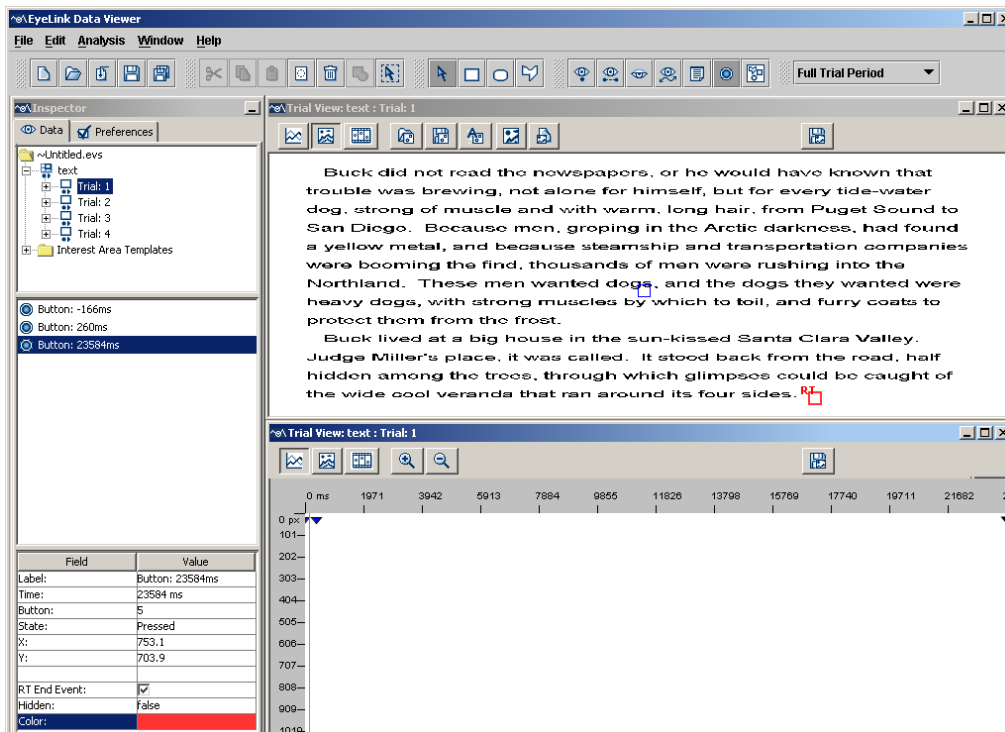 EyeLink Data Viewer
File Edit Analysis Window Help
Full Trial Period
Inspector
Data Preferences
~Untitled.evs
text
Trial: 1
Trial: 2
Trial: 3
Trial: 4
Interest Area Templates
Button: -166ms
Button: 260ms
Button: 23584ms
Field Value
Label: Button: 23584ms
Time: 23584 ms
Button: 5
State: Pressed
X: 753.1
Y: 703.9
RT End Event:
Hidden: false
Color:
Trial View: text : Trial: 1
Buck did not read the newspapers, or he would have known that
trouble was brewing, not alone for himself, but for every tide-water
dog, strong of muscle and with warm, long hair, from Puget Sound to
San Diego. Because men, groping in the Arctic darkness, had found
a yellow metal, and because steamship and transportation companies
were booming the find, thousands of men were rushing into the
Northland. These men wanted dogs, and the dogs they wanted were
heavy dogs, with strong muscles by which to toil, and furry coats to
protect them from the frost.
Buck lived at a big house in the sun-kissed Santa Clara Valley.
Judge Miller's place, it was called. It stood back from the road, half
hidden among the trees, through which glimpses could be caught of
the wide cool veranda that ran around its four sides. RT
Trial View: text : Trial: 1
0 ms 1971 3942 5913 7884 9855 11826 13798 15769 17740 19711 21682
0 px
101
202
303
404
505
606
707
808
909
1010